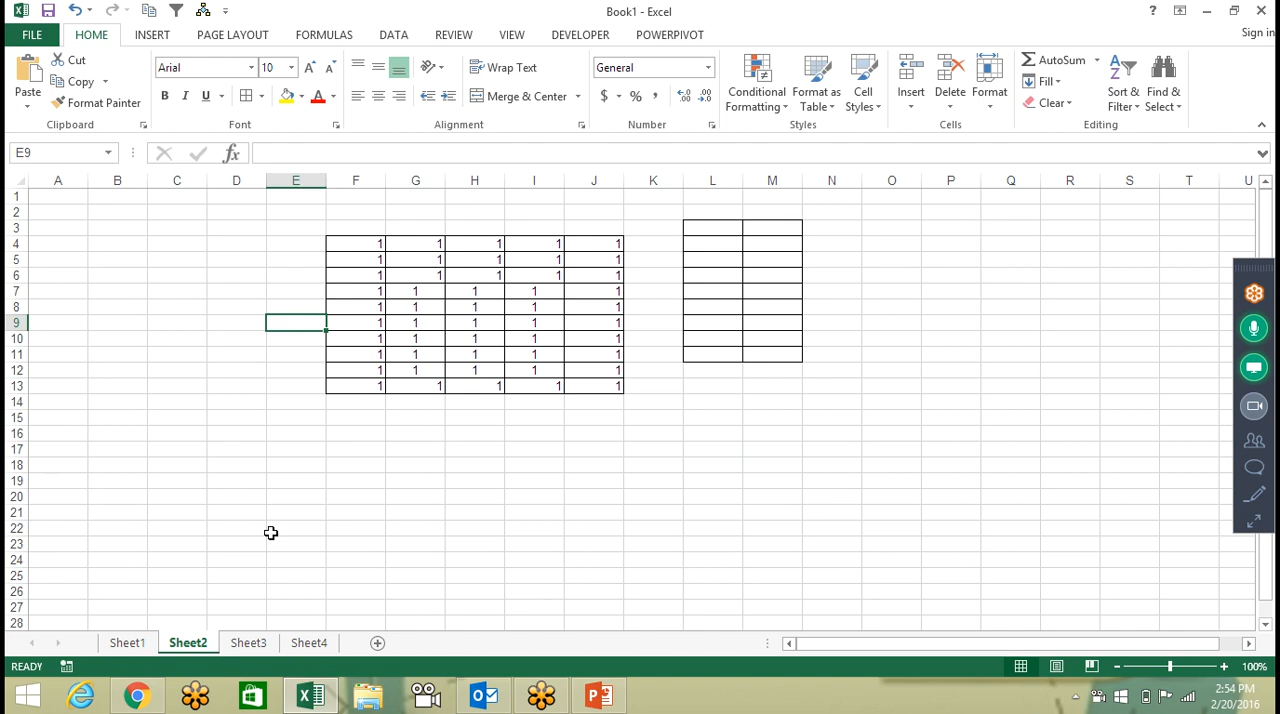 Book1 - Excel
?
Sign in
FILE HOME INSERT PAGE LAYOUT FORMULAS DATA REVIEW VIEW DEVELOPER POWERPIVOT
Paste
Cut
Copy
Format Painter
Clipboard
Arial 10
B I U
Font
Wrap Text
Merge & Center
Alignment
General
$ % ,
Number
Conditional Formatting
Format as Table
Cell Styles
Styles
Insert Delete Format
Cells
AutoSum
Fill
Clear
Sort & Filter
Find & Select
Editing
E9 fx
A B C D E F G H I J K L M N O P Q R S T U
1
2
3
4 1 1 1 1 1
5 1 1 1 1 1
6 1 1 1 1 1
7 1 1 1 1 1
8 1 1 1 1 1
9 1 1 1 1 1
10 1 1 1 1 1
11 1 1 1 1 1
12 1 1 1 1 1
13 1 1 1 1 1
14
15
16
17
18
19
20
21
22
23
24
25
26
27
28
Sheet1 Sheet2 Sheet3 Sheet4
READY 100%
2:54 PM
2/20/2016